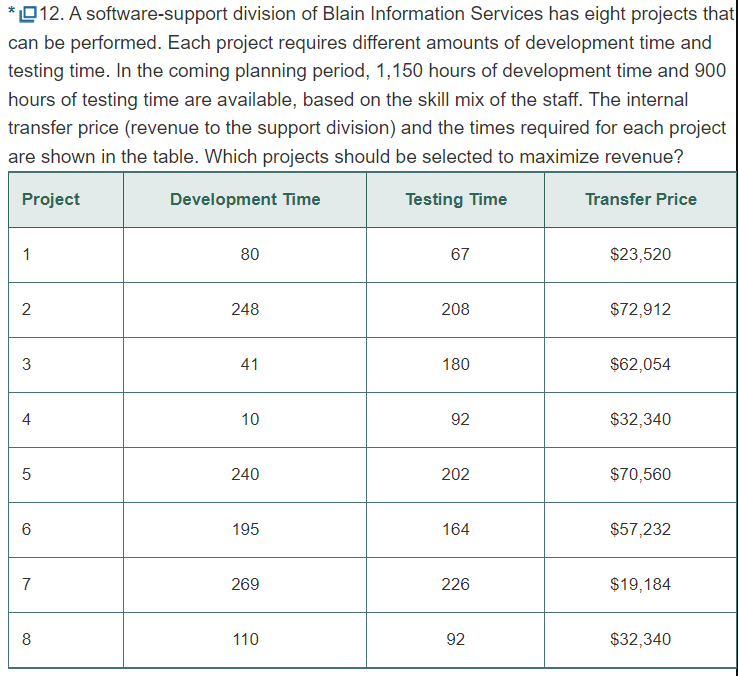 * 12. A software-support division of Blain Information Services has eight projects that
can be performed. Each project requires different amounts of development time and
testing time. In the coming planning period, 1,150 hours of development time and 900
hours of testing time are available, based on the skill mix of the staff. The internal
transfer price (revenue to the support division) and the times required for each project
are shown in the table. Which projects should be selected to maximize revenue?
Project Development Time Testing Time Transfer Price
1 80 67 $23,520
2 248 208 $72,912
3 41 180 $62,054
4 10 92 $32,340
5 240 202 $70,560
6 195 164 $57,232
7 269 226 $19,184
8 110 92 $32,340